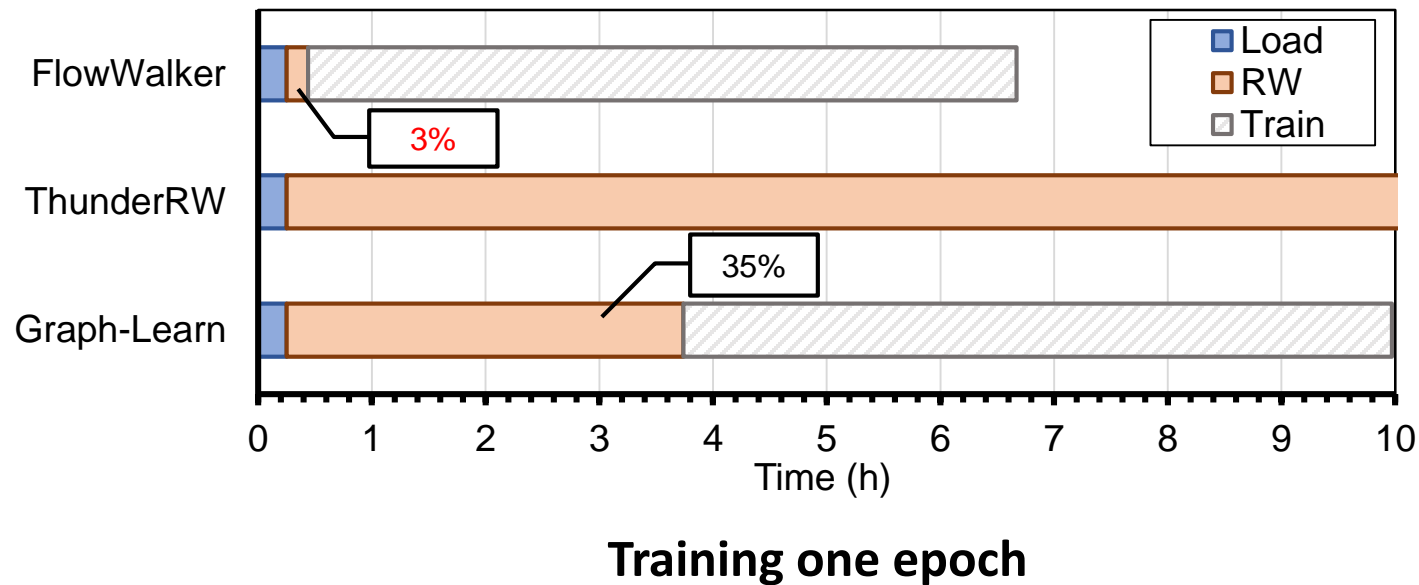 Load
FlowWalker
RW
Train
3%
ThunderRW
35%
Graph-Learn
0 1 2 3 4 5 6 7 8 9 10
Time (h)
Training one epoch